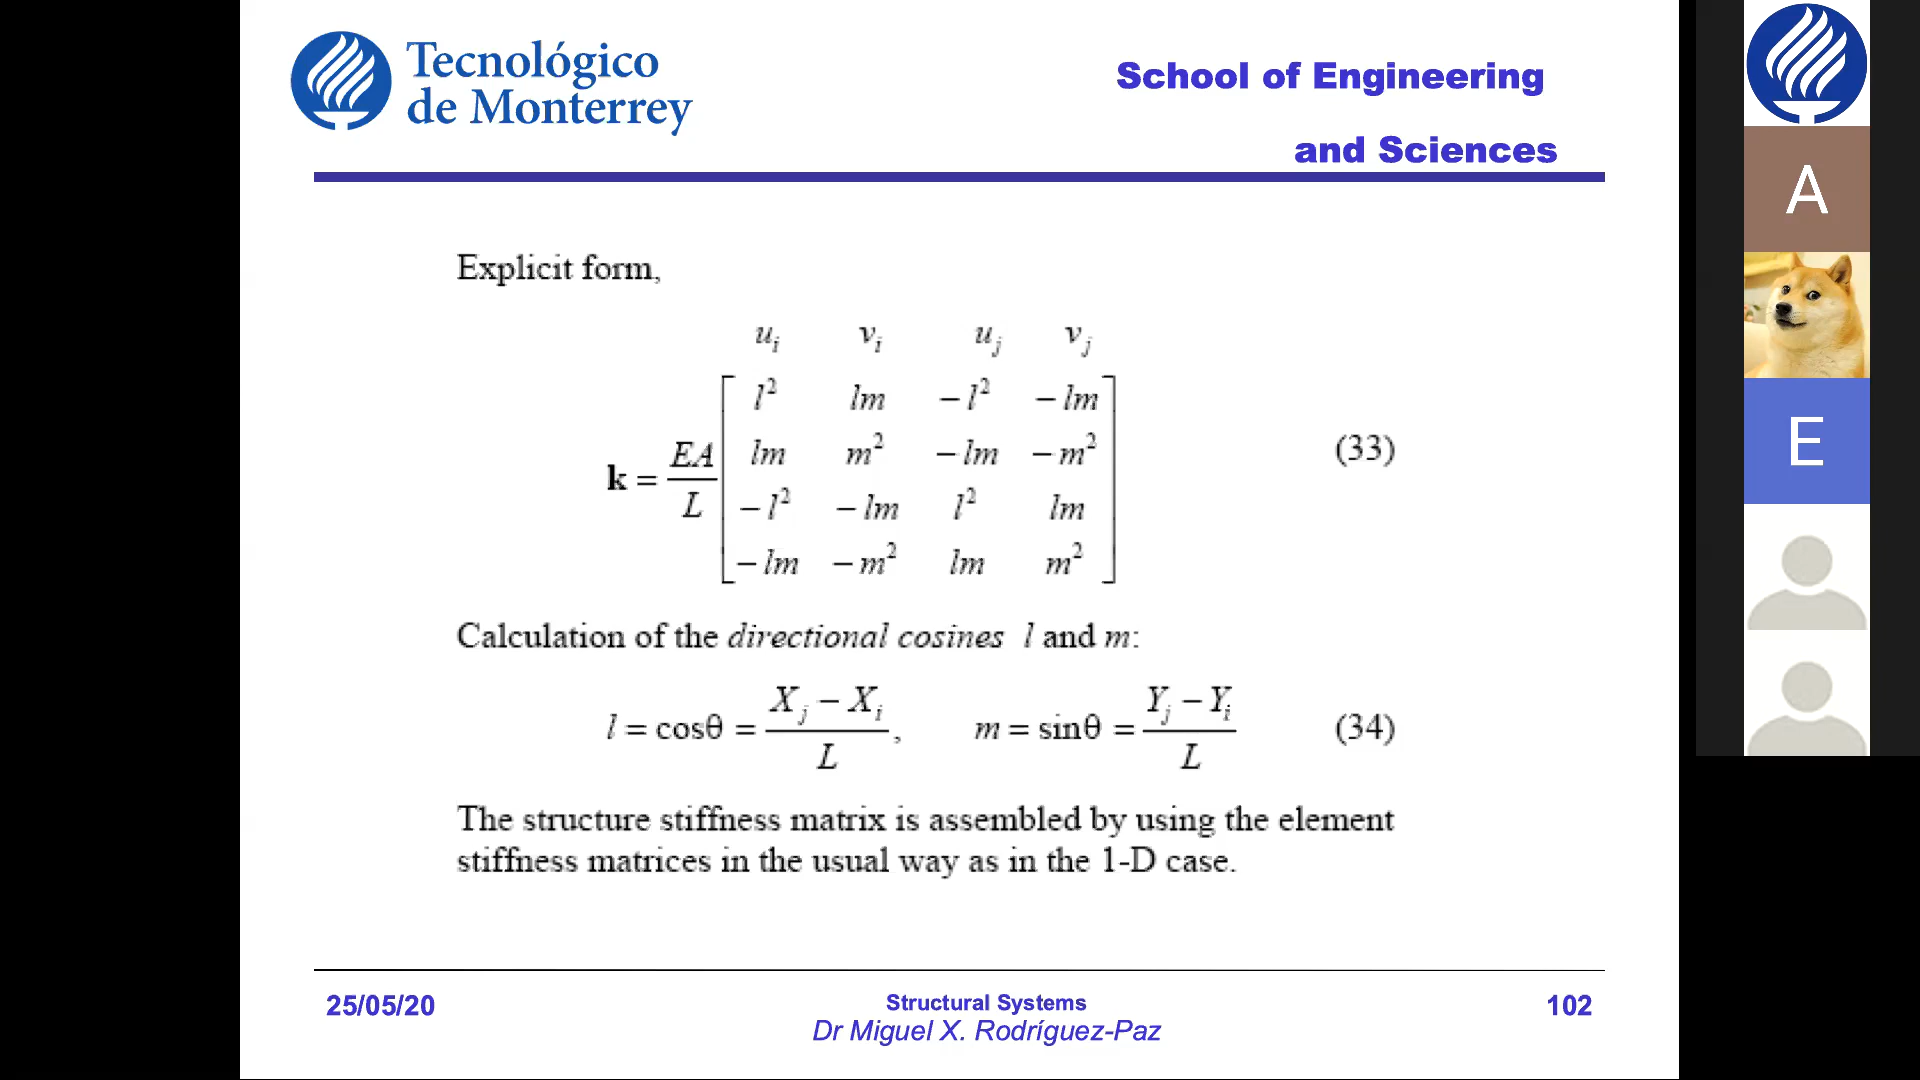 Tecnológico
de Monterrey
School of Engineering
and Sciences
Explicit form,
u_i v_i u_j v_j
k = EA/L [ l² lm −l² −lm
lm m² −lm −m²
−l² −lm l² lm
−lm −m² lm m² ] (33)
Calculation of the directional cosines l and m:
l = cosθ = (X_j − X_i)/L, m = sinθ = (Y_j − Y_i)/L (34)
The structure stiffness matrix is assembled by using the element
stiffness matrices in the usual way as in the 1-D case.
25/05/20
Structural Systems
Dr Miguel X. Rodríguez-Paz
102
A
E